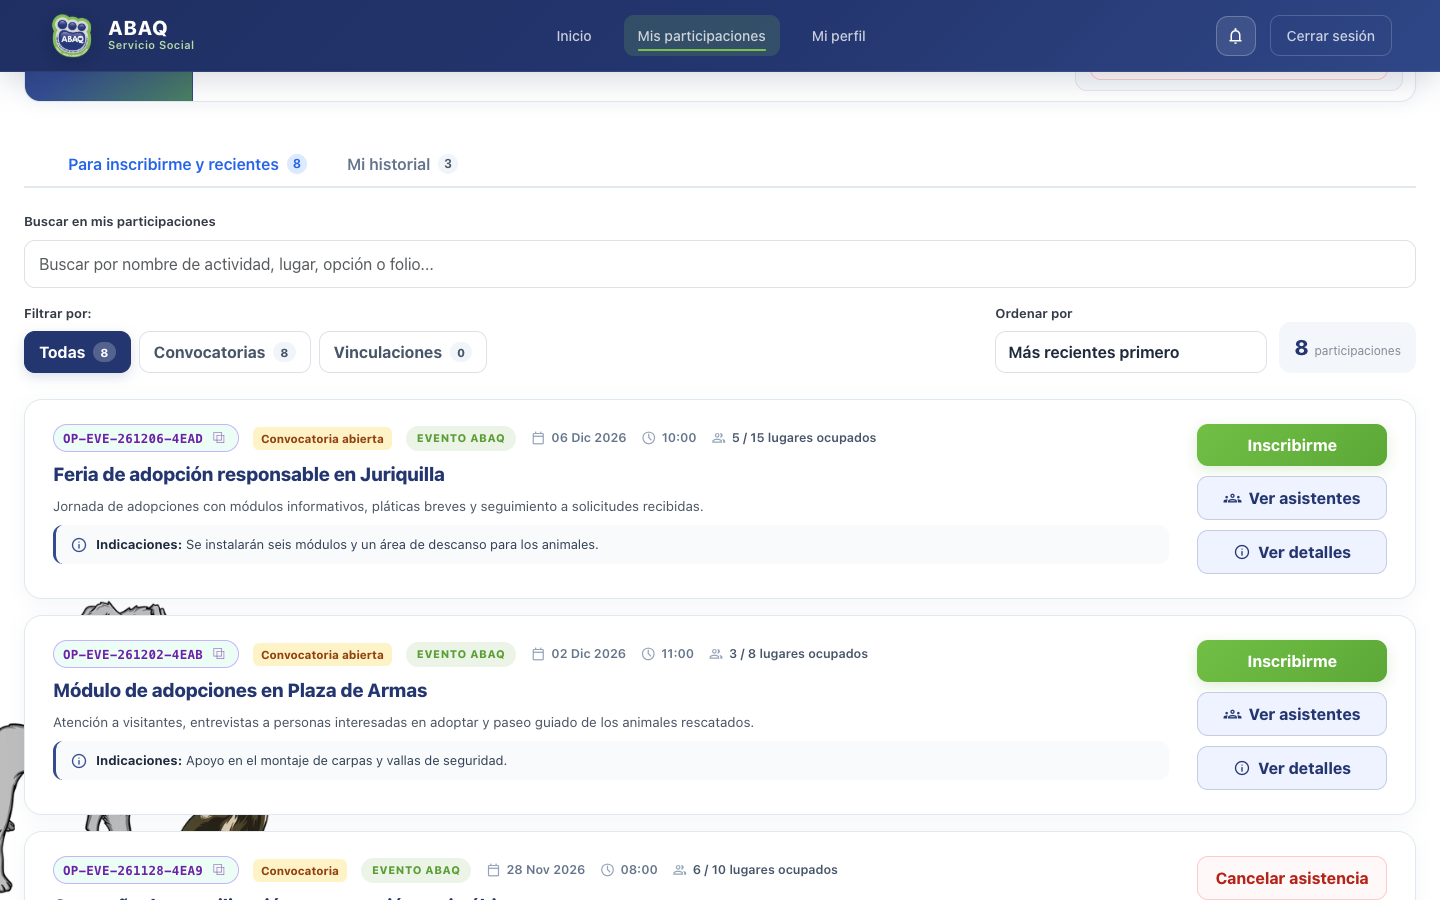 ABAQ
Servicio Social
ABAQ
Inicio
Mis participaciones
Mi perfil
Cerrar sesión
Para inscribirme y recientes 8
Mi historial 3
Buscar en mis participaciones
Buscar por nombre de actividad, lugar, opción o folio...
Filtrar por:
Todas 8
Convocatorias 8
Vinculaciones 0
Ordenar por
Más recientes primero
8 participaciones
OP-EVE-261206-4EAD Convocatoria abierta EVENTO ABAQ 06 Dic 2026 10:00 5 / 15 lugares ocupados
Feria de adopción responsable en Juriquilla
Jornada de adopciones con módulos informativos, pláticas breves y seguimiento a solicitudes recibidas.
Indicaciones: Se instalarán seis módulos y un área de descanso para los animales.
Inscribirme
Ver asistentes
Ver detalles
OP-EVE-261202-4EAB Convocatoria abierta EVENTO ABAQ 02 Dic 2026 11:00 3 / 8 lugares ocupados
Módulo de adopciones en Plaza de Armas
Atención a visitantes, entrevistas a personas interesadas en adoptar y paseo guiado de los animales rescatados.
Indicaciones: Apoyo en el montaje de carpas y vallas de seguridad.
Inscribirme
Ver asistentes
Ver detalles
OP-EVE-261128-4EA9 Convocatoria EVENTO ABAQ 28 Nov 2026 08:00 6 / 10 lugares ocupados
Cancelar asistencia